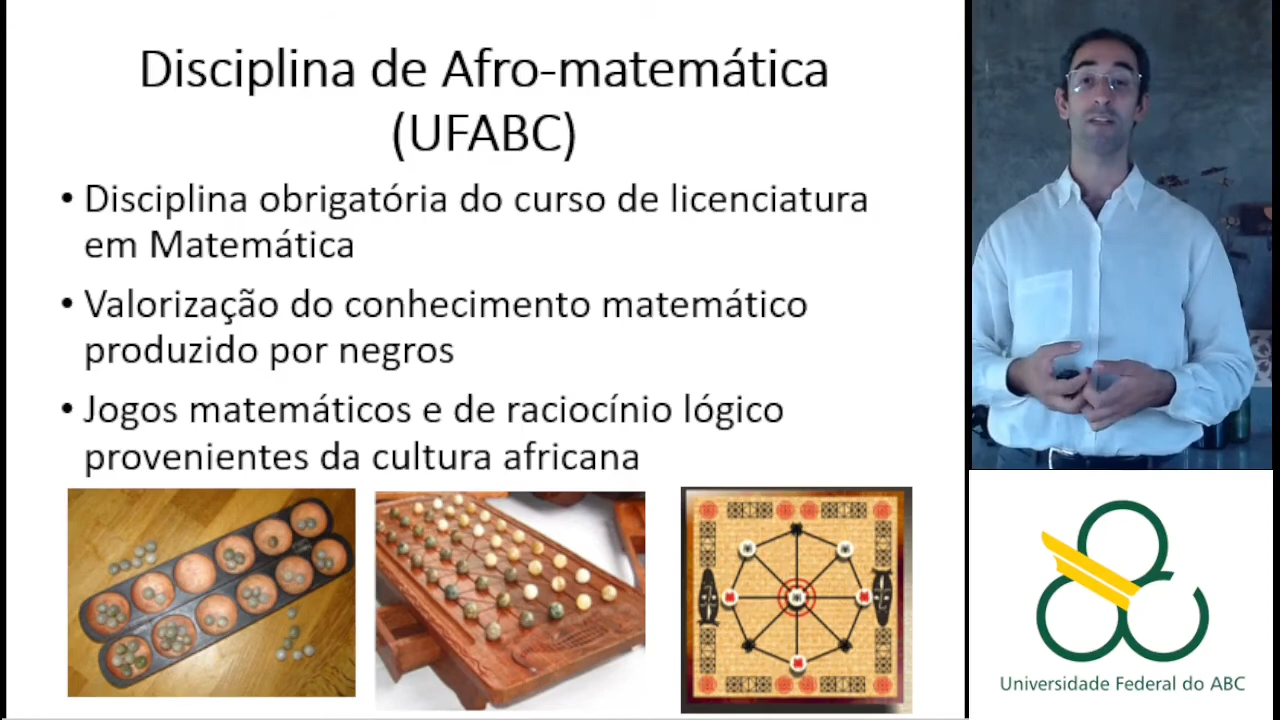 Disciplina de Afro-matemática
(UFABC)
• Disciplina obrigatória do curso de licenciatura
em Matemática
• Valorização do conhecimento matemático
produzido por negros
• Jogos matemáticos e de raciocínio lógico
provenientes da cultura africana
Universidade Federal do ABC